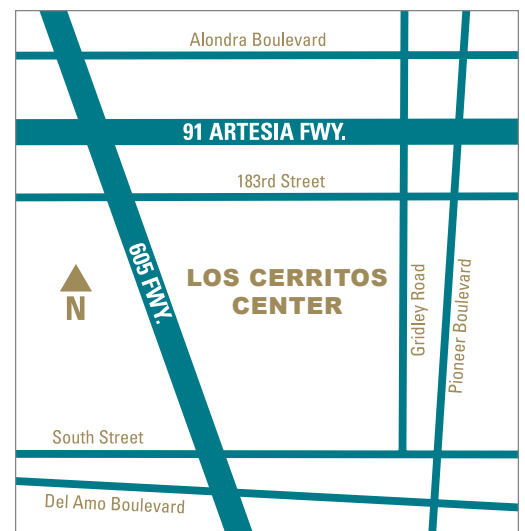 Alondra Boulevard
91 ARTESIA FWY.
183rd Street
605 FWY.
LOS CERRITOS
CENTER
N
Gridley Road
Pioneer Boulevard
South Street
Del Amo Boulevard